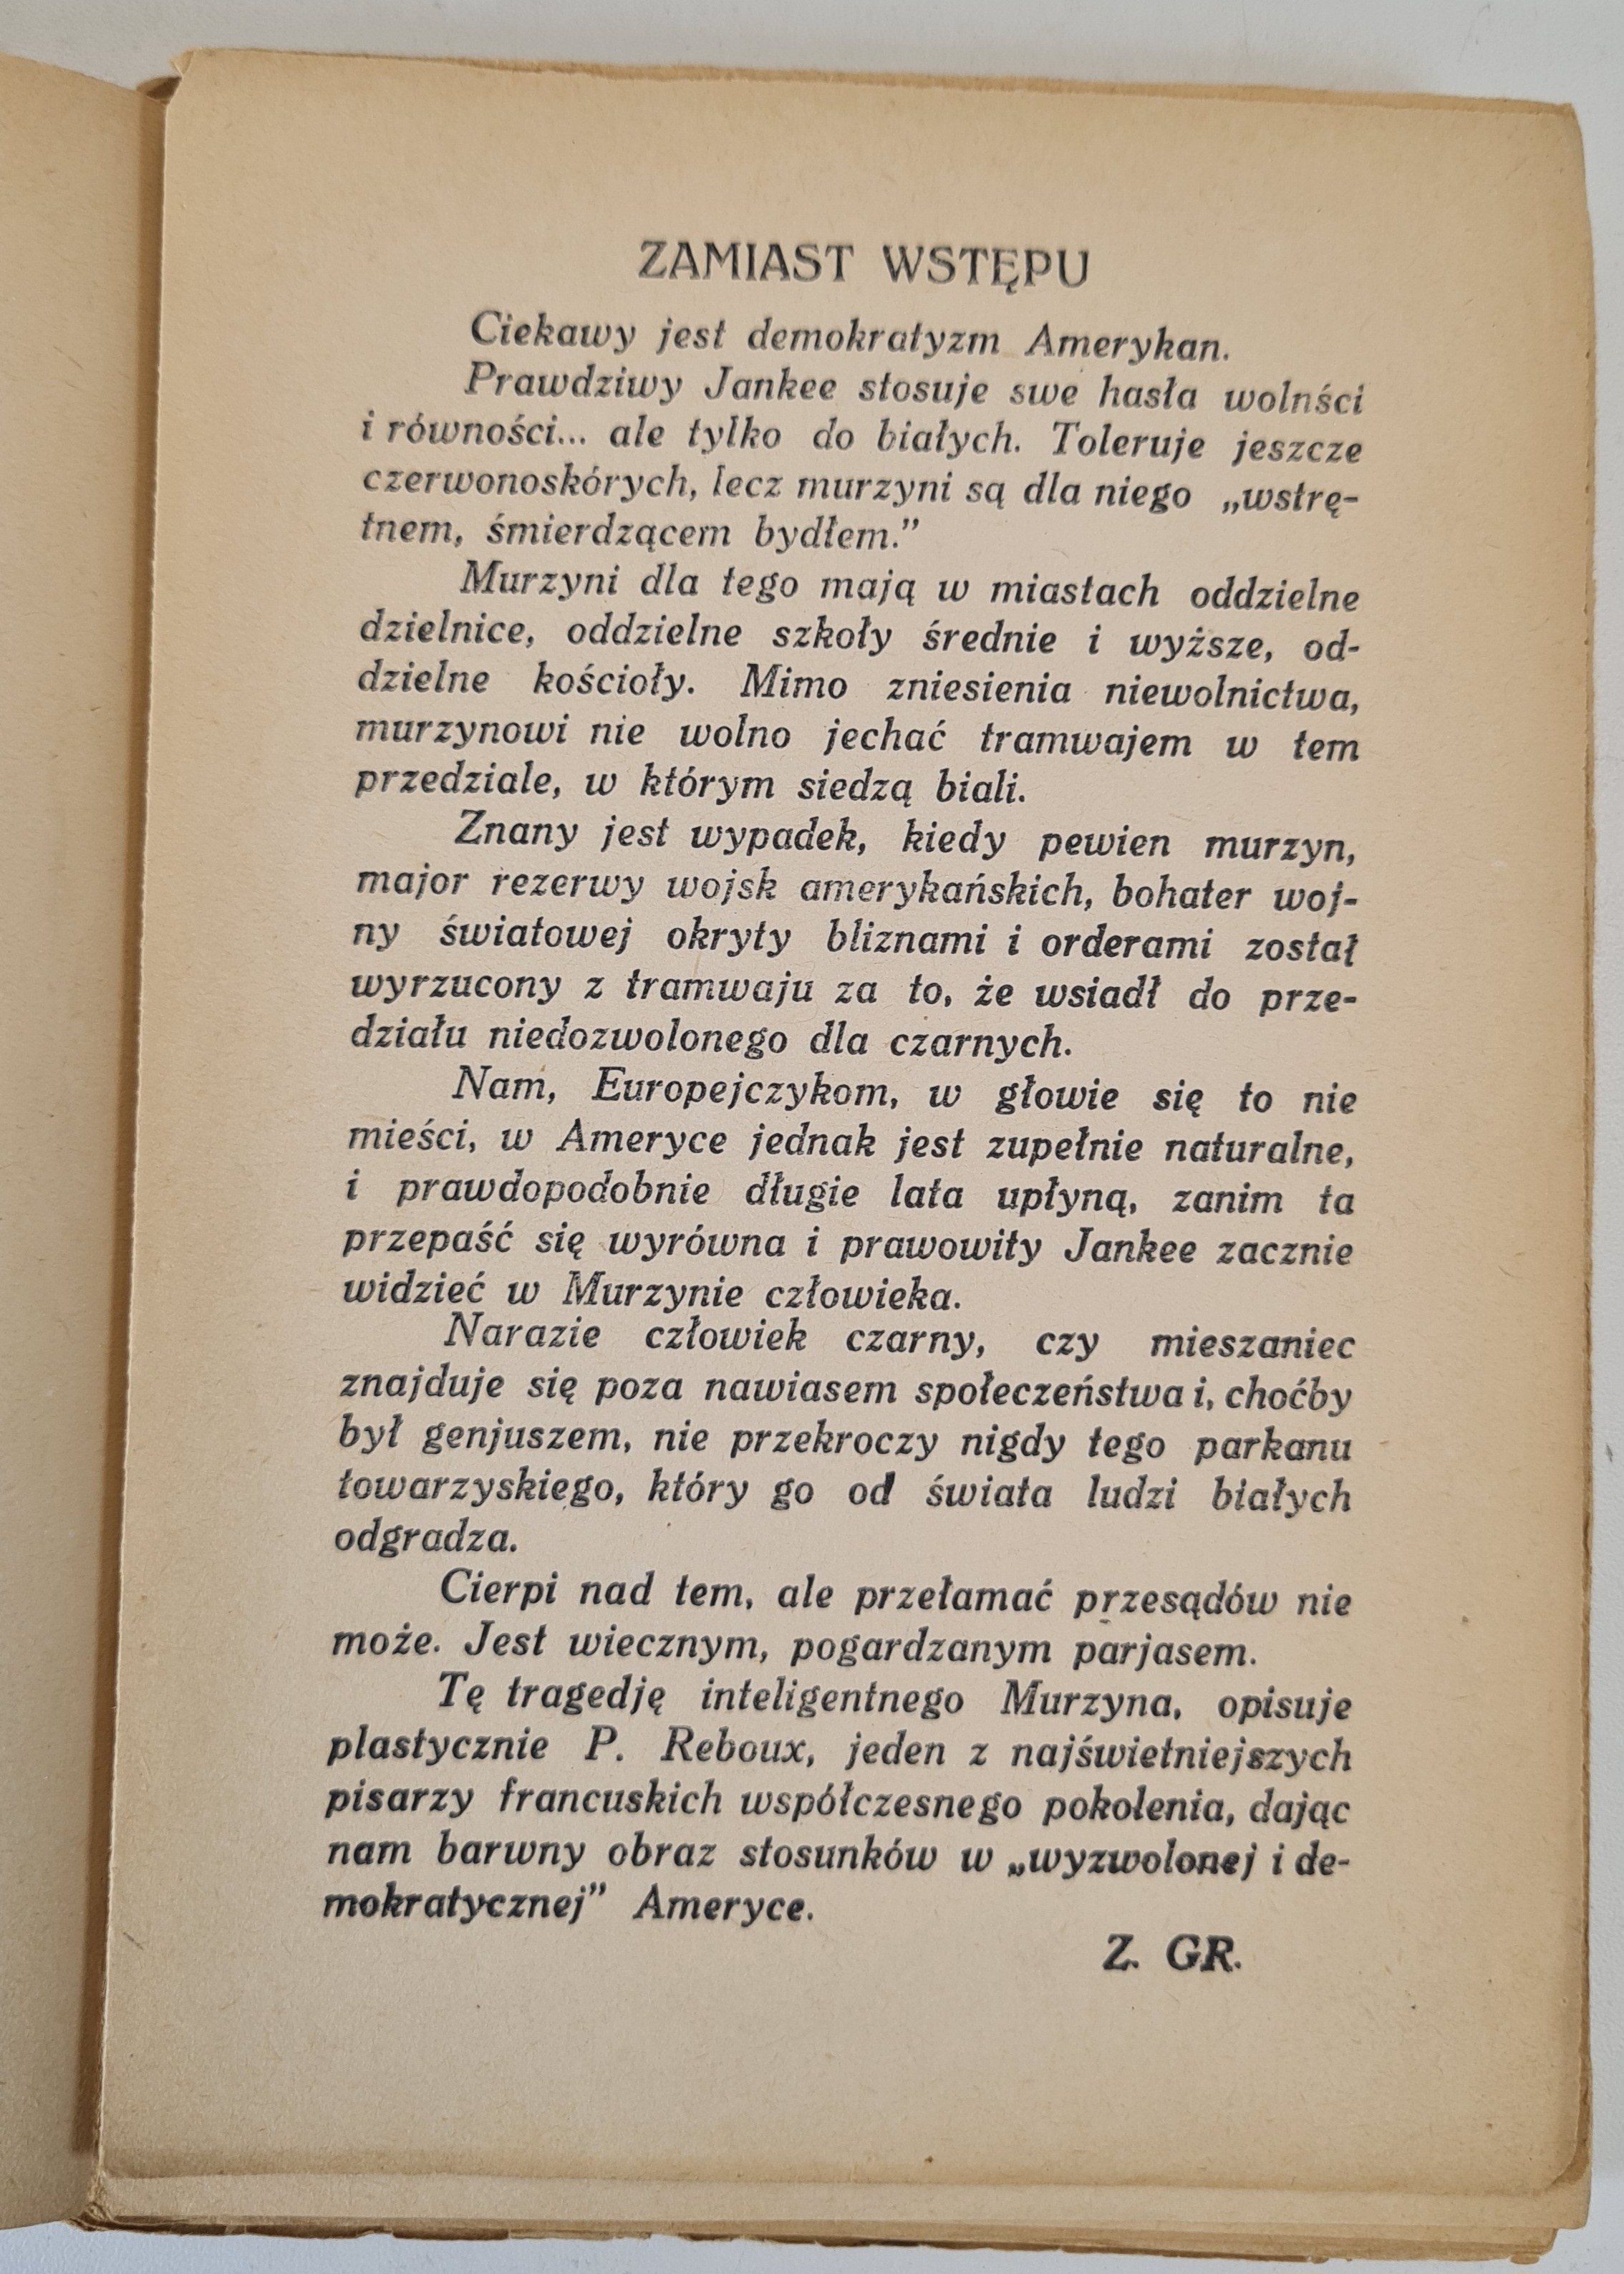 ZAMIAST WSTĘPU
Ciekawy jest demokratyzm Amerykan.
Prawdziwy Jankee stosuje swe hasła wolnści
i równości... ale tylko do białych. Toleruje jeszcze
czerwonoskórych, lecz murzyni są dla niego „wstrę-
tnem, śmierdzącem bydłem.”
Murzyni dla tego mają w miastach oddzielne
dzielnice, oddzielne szkoły średnie i wyższe, od-
dzielne kościoły. Mimo zniesienia niewolnictwa,
murzynowi nie wolno jechać tramwajem w tem
przedziale, w którym siedzą biali.
Znany jest wypadek, kiedy pewien murzyn,
major rezerwy wojsk amerykańskich, bohater woj-
ny światowej okryty bliznami i orderami został
wyrzucony z tramwaju za to, że wsiadł do prze-
działu niedozwolonego dla czarnych.
Nam, Europejczykom, w głowie się to nie
mieści, w Ameryce jednak jest zupełnie naturalne,
i prawdopodobnie długie lata upłyną, zanim ta
przepaść się wyrówna i prawowity Jankee zacznie
widzieć w Murzynie człowieka.
Narazie człowiek czarny, czy mieszaniec
znajduje się poza nawiasem społeczeństwa i, choćby
był genjuszem, nie przekroczy nigdy tego parkanu
towarzyskiego, który go od świata ludzi białych
odgradza.
Cierpi nad tem, ale przełamać przesądów nie
może. Jest wiecznym, pogardzanym parjasem.
Tę tragedję inteligentnego Murzyna, opisuje
plastycznie P. Reboux, jeden z najświetniejszych
pisarzy francuskich współczesnego pokolenia, dając
nam barwny obraz stosunków w „wyzwolonej i de-
mokratycznej” Ameryce.
Z. GR.